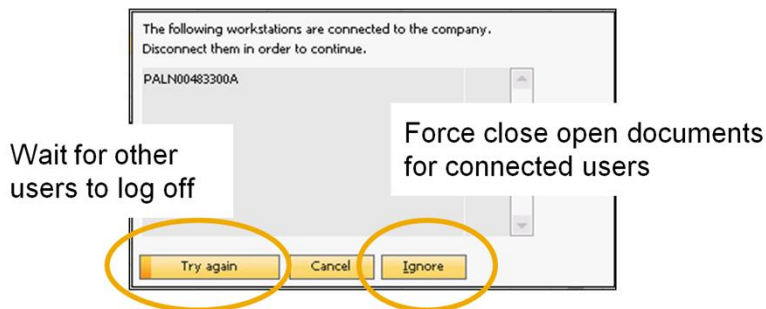 The following workstations are connected to the company.
Disconnect them in order to continue.
PALN00483300A
Wait for other
users to log off
Force close open documents
for connected users
Try again
Cancel
Ignore